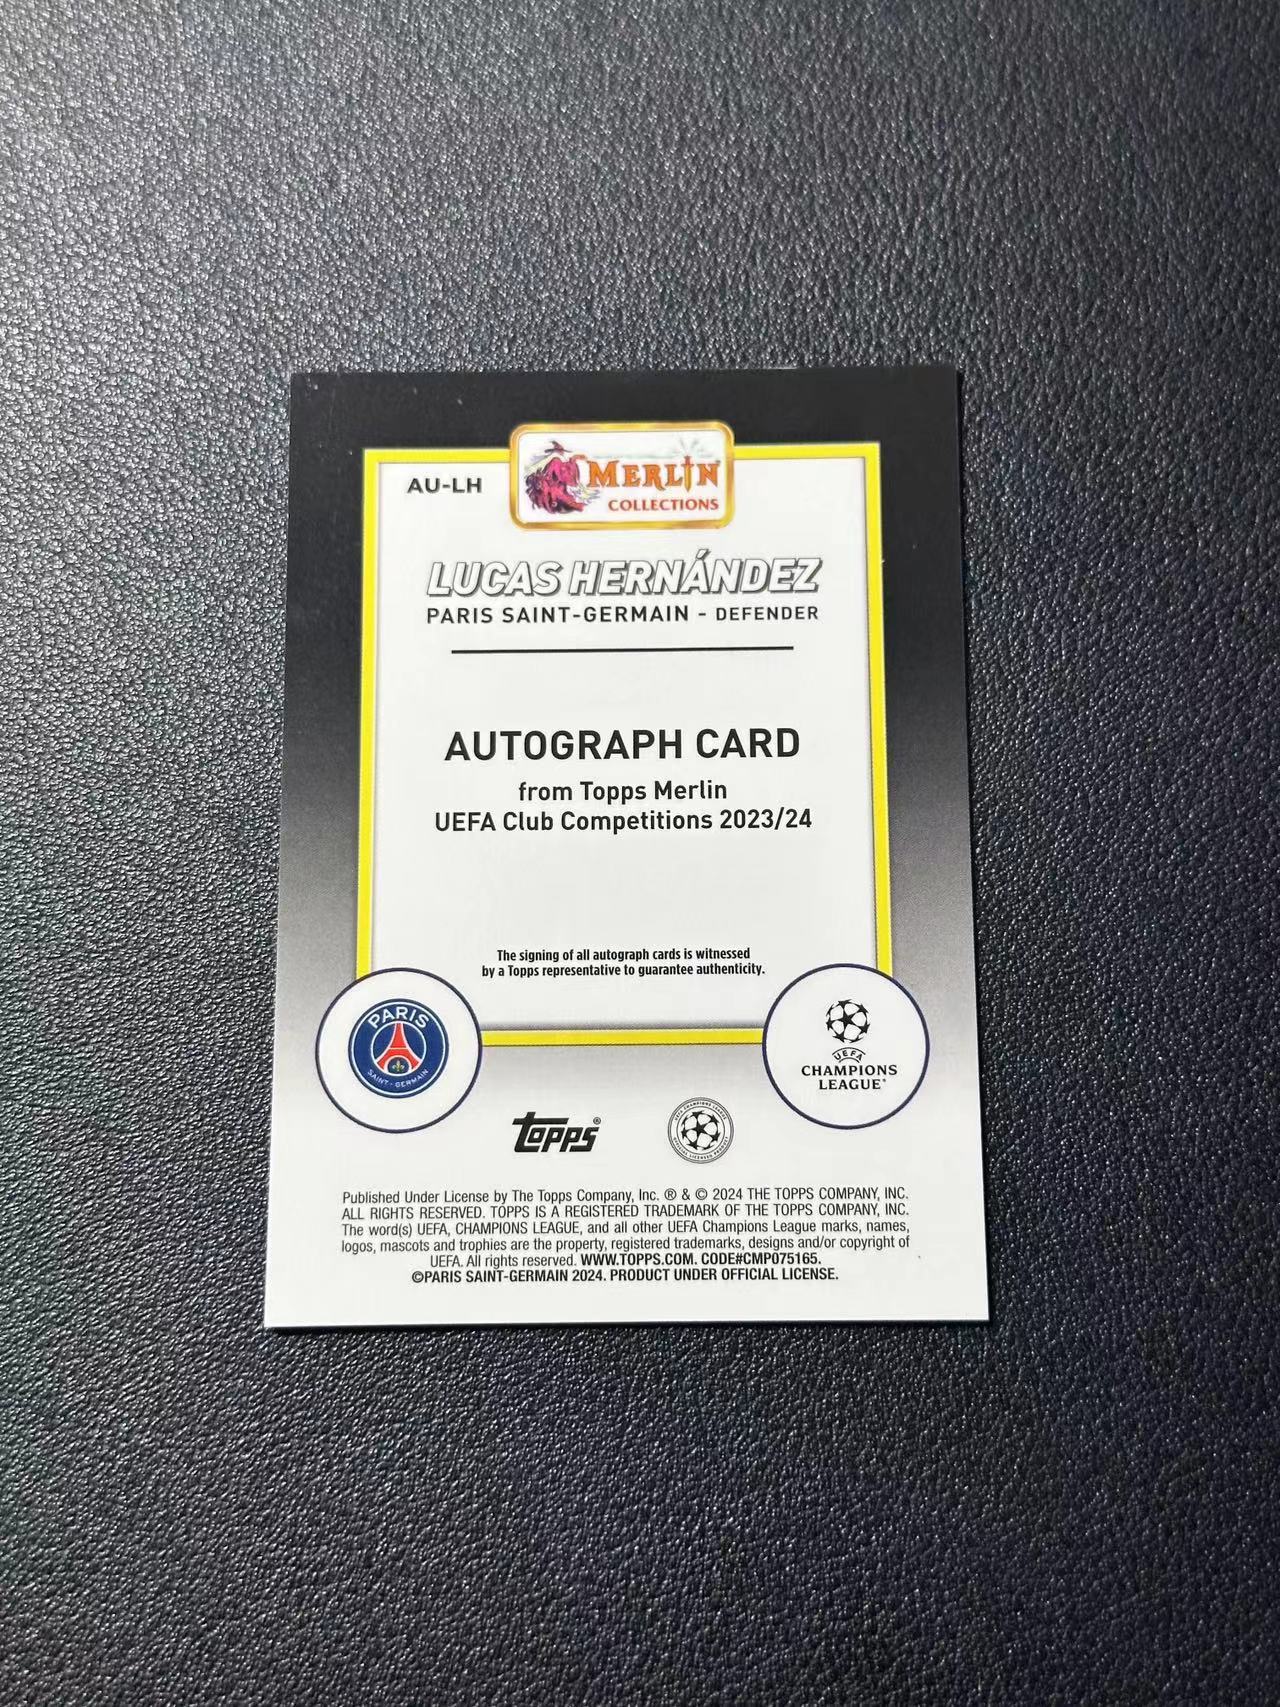 AU-LH
MERLIN
COLLECTIONS
LUCAS HERNÁNDEZ
PARIS SAINT-GERMAIN - DEFENDER
AUTOGRAPH CARD
from Topps Merlin
UEFA Club Competitions 2023/24
The signing of all autograph cards is witnessed
by a Topps representative to guarantee authenticity.
PARIS
SAINT-GERMAIN
UEFA
CHAMPIONS
LEAGUE®
topps®
Published Under License by The Topps Company, Inc. ® & © 2024 THE TOPPS COMPANY, INC.
ALL RIGHTS RESERVED. TOPPS IS A REGISTERED TRADEMARK OF THE TOPPS COMPANY, INC.
The word(s) UEFA, CHAMPIONS LEAGUE, and all other UEFA Champions League marks, names,
logos, mascots and trophies are the property, registered trademarks, designs and/or copyright of
UEFA. All rights reserved. WWW.TOPPS.COM. CODE#CMP075165.
©PARIS SAINT-GERMAIN 2024. PRODUCT UNDER OFFICIAL LICENSE.